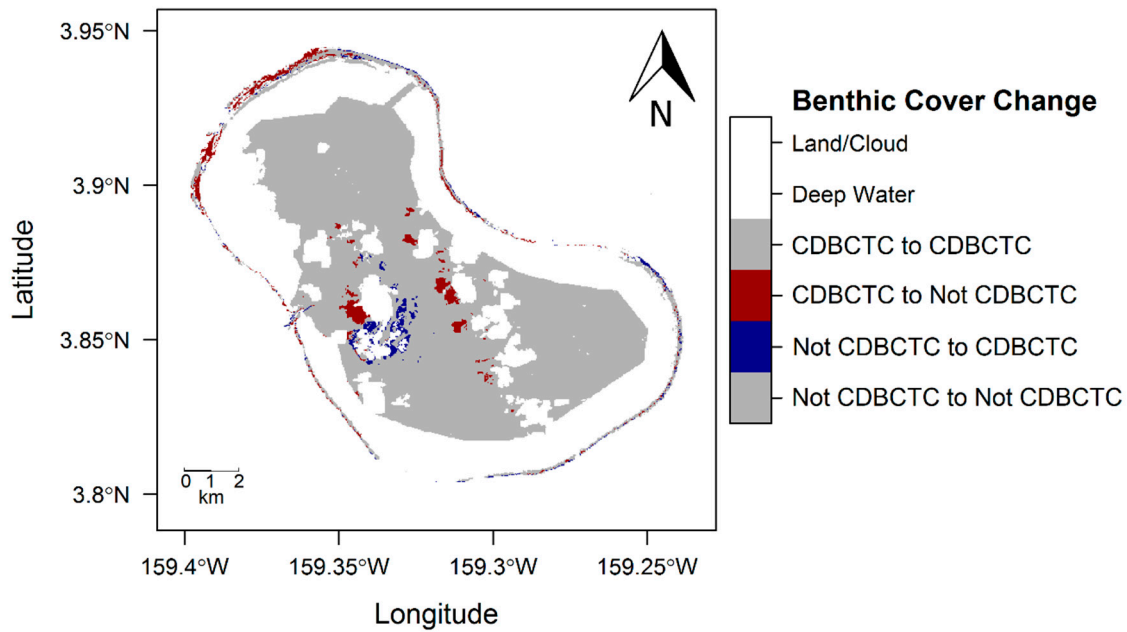 3.95°N
3.9°N
3.85°N
3.8°N
Latitude
N
0 1 2
km
159.4°W
159.35°W
159.3°W
159.25°W
Longitude
Benthic Cover Change
Land/Cloud
Deep Water
CDBCTC to CDBCTC
CDBCTC to Not CDBCTC
Not CDBCTC to CDBCTC
Not CDBCTC to Not CDBCTC